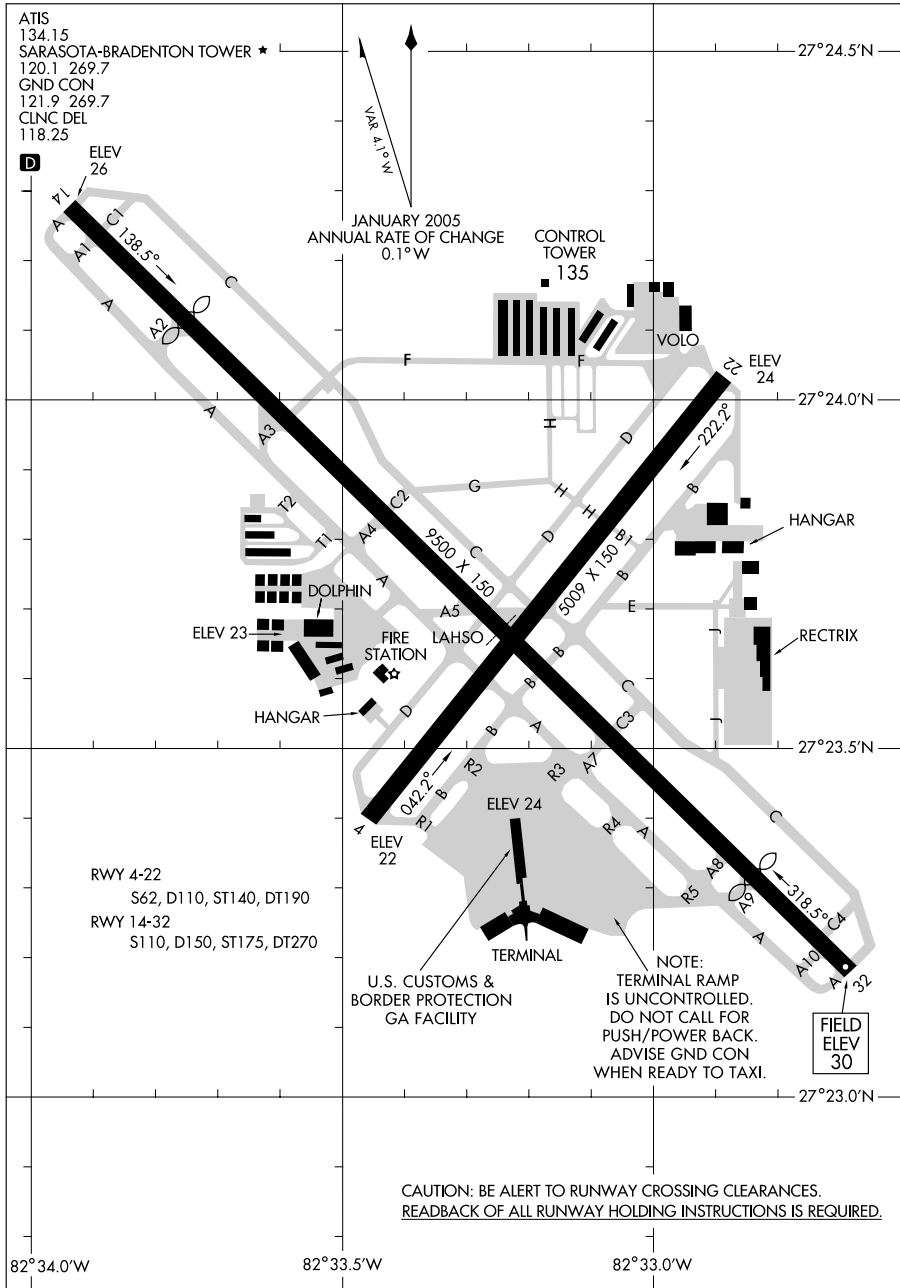 ATIS
134.15
SARASOTA-BRADENTON TOWER ★
120.1 269.7
GND CON
121.9 269.7
CLNC DEL
118.25
D
27°24.5'N
VAR 4.1° W
JANUARY 2005
ANNUAL RATE OF CHANGE
0.1° W
ELEV
26
14
A
C1
A1
138.5°
C
A
A2
CONTROL
TOWER
135
VOLO
F
F
22
ELEV
24
27°24.0'N
A
A3
H
D
222.2°
G
H
B
T2
C2
H
T1
A4
D
B1
HANGAR
9500 X 150
C
5009 X 150
B
A
DOLPHIN
A5
E
ELEV 23
LAHSO
J
RECTRIX
FIRE
STATION
B
B
C
HANGAR
D
A
C3
J
B
27°23.5'N
042.2°
R2
R3
A7
B
ELEV 24
C
4
R1
R4
A
ELEV
22
A8
318.5°
RWY 4-22
S62, D110, ST140, DT190
RWY 14-32
S110, D150, ST175, DT270
R5
A9
C4
A
A10
A
32
TERMINAL
U.S. CUSTOMS &
BORDER PROTECTION
GA FACILITY
NOTE:
TERMINAL RAMP
IS UNCONTROLLED.
DO NOT CALL FOR
PUSH/POWER BACK.
ADVISE GND CON
WHEN READY TO TAXI.
FIELD
ELEV
30
27°23.0'N
CAUTION: BE ALERT TO RUNWAY CROSSING CLEARANCES.
READBACK OF ALL RUNWAY HOLDING INSTRUCTIONS IS REQUIRED.
82°34.0'W
82°33.5'W
82°33.0'W